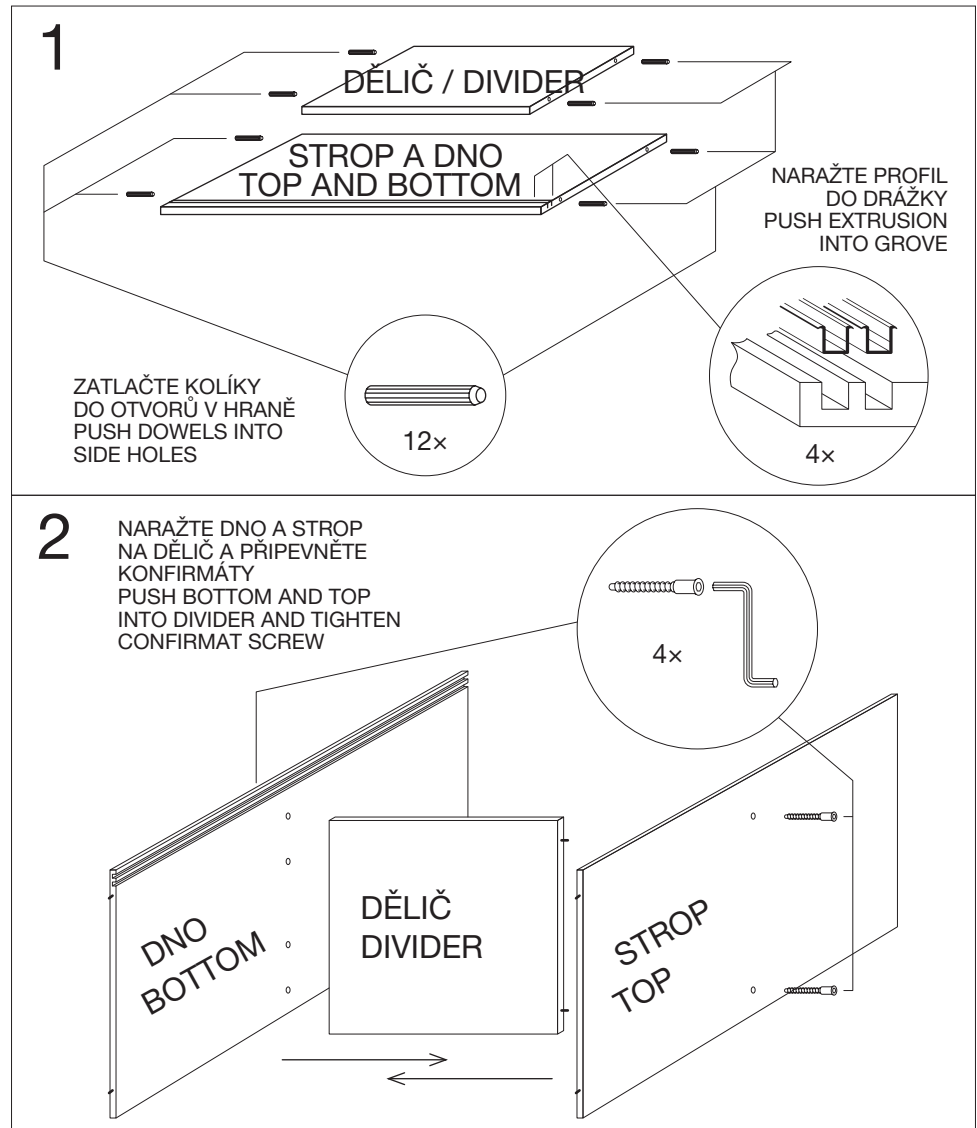 1
DĚLIČ / DIVIDER
STROP A DNO
TOP AND BOTTOM
NARAŽTE PROFIL
DO DRÁŽKY
PUSH EXTRUSION
INTO GROVE
ZATLAČTE KOLÍKY
DO OTVORŮ V HRANĚ
PUSH DOWELS INTO
SIDE HOLES
12×
4×
2
NARAŽTE DNO A STROP
NA DĚLIČ A PŘIPEVNĚTE
KONFIRMÁTY
PUSH BOTTOM AND TOP
INTO DIVIDER AND TIGHTEN
CONFIRMAT SCREW
4×
DNO
BOTTOM
DĚLIČ
DIVIDER
STROP
TOP